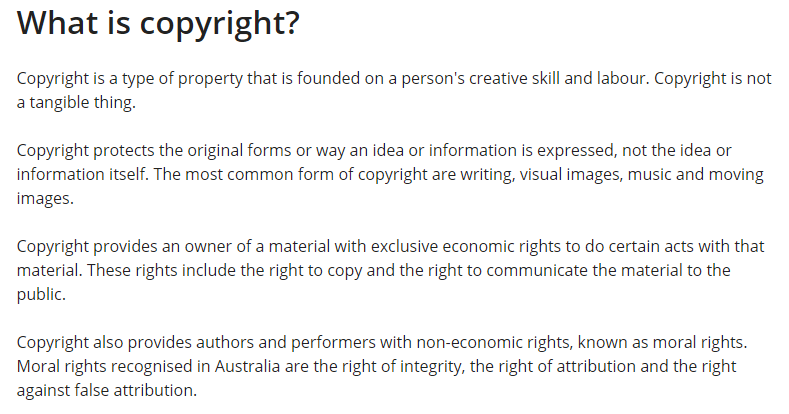 What is copyright?
Copyright is a type of property that is founded on a person's creative skill and labour. Copyright is not
a tangible thing.
Copyright protects the original forms or way an idea or information is expressed, not the idea or
information itself. The most common form of copyright are writing, visual images, music and moving
images.
Copyright provides an owner of a material with exclusive economic rights to do certain acts with that
material. These rights include the right to copy and the right to communicate the material to the
public.
Copyright also provides authors and performers with non-economic rights, known as moral rights.
Moral rights recognised in Australia are the right of integrity, the right of attribution and the right
against false attribution.